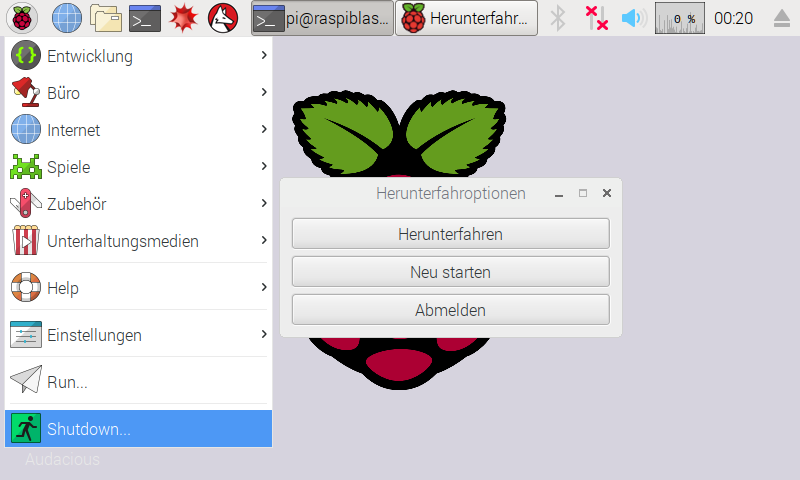 pi@raspiblas...
Herunterfahr...
0 %
00:20
Entwicklung
Büro
Internet
Spiele
Zubehör
Unterhaltungsmedien
Help
Einstellungen
Run...
Shutdown...
Audacious
Herunterfahroptionen
Herunterfahren
Neu starten
Abmelden